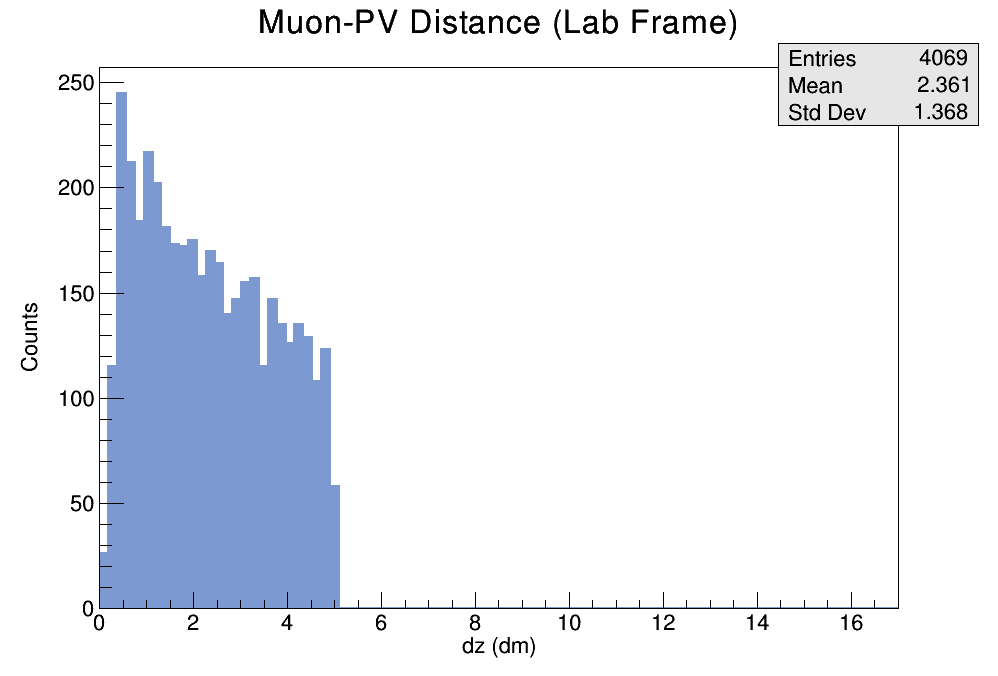 Muon-PV Distance (Lab Frame)
Entries 4069
Mean 2.361
Std Dev 1.368
250
200
150
100
50
0
Counts
0 2 4 6 8 10 12 14 16
dz (dm)